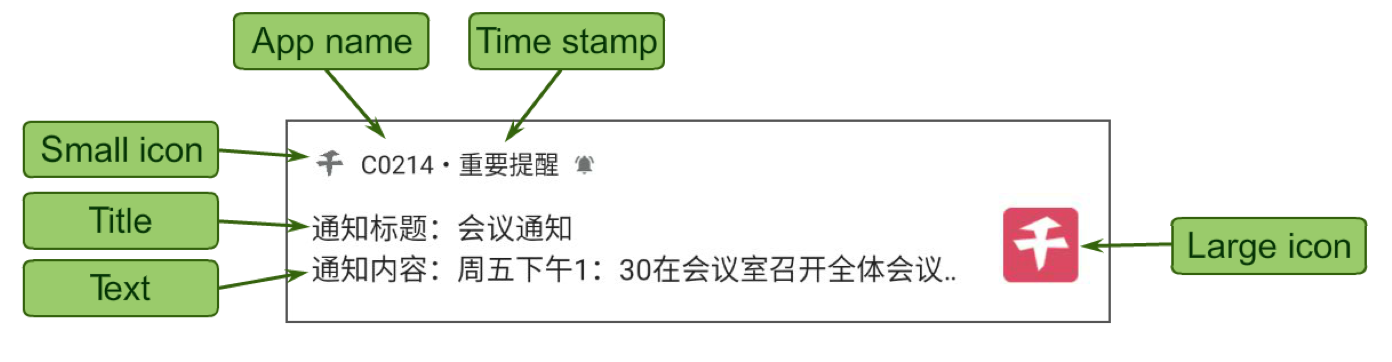 App name
Time stamp
Small icon
千 C0214・重要提醒
Title
通知标题：会议通知
千
Large icon
Text
通知内容：周五下午1：30在会议室召开全体会议..